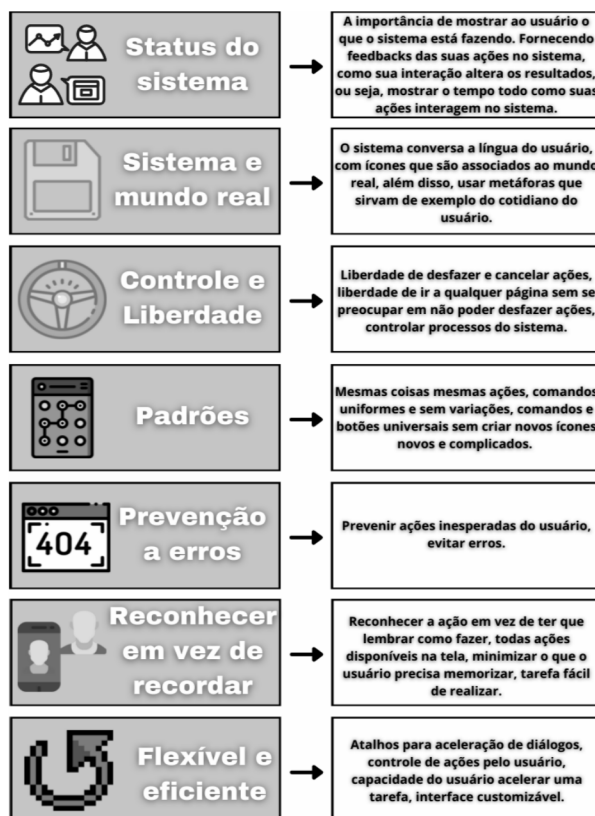 Status do
sistema
A importância de mostrar ao usuário o
que o sistema está fazendo. Fornecendo
feedbacks das suas ações no sistema,
como sua interação altera os resultados,
ou seja, mostrar o tempo todo como suas
ações interagem no sistema.
Sistema e
mundo real
O sistema conversa a língua do usuário,
com ícones que são associados ao mundo
real, além disso, usar metáforas que
sirvam de exemplo do cotidiano do
usuário.
Controle e
Liberdade
Liberdade de desfazer e cancelar ações,
liberdade de ir a qualquer página sem se
preocupar em não poder desfazer ações,
controlar processos do sistema.
Padrões
Mesmas coisas mesmas ações, comandos
uniformes e sem variações, comandos e
botões universais sem criar novos ícones
novos e complicados.
404
Prevenção
a erros
Prevenir ações inesperadas do usuário,
evitar erros.
Reconhecer
em vez de
recordar
Reconhecer a ação em vez de ter que
lembrar como fazer, todas ações
disponíveis na tela, minimizar o que o
usuário precisa memorizar, tarefa fácil
de realizar.
Flexível e
eficiente
Atalhos para aceleração de diálogos,
controle de ações pelo usuário,
capacidade do usuário acelerar uma
tarefa, interface customizável.